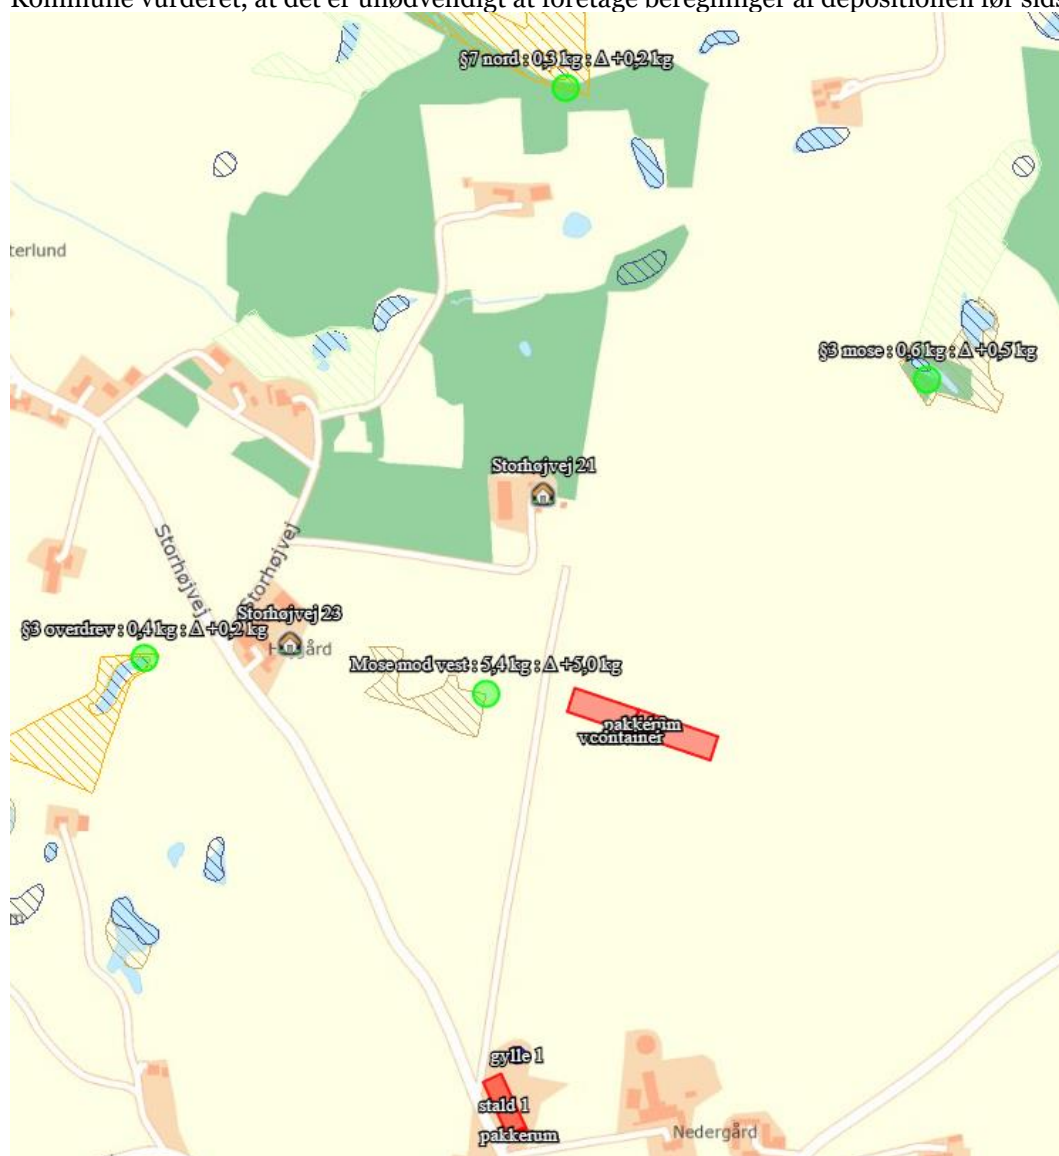 Kommune vurderet, at det er unødvendigt at foretage beregninger af depositionen før sids
§7 nord : 0,3 kg : Δ +0,2 kg
terlund
§3 mose : 0,6 kg : Δ +0,5 kg
Storhøjvej 21
Storhøjvej
Storhøjvej
Storhøjvej 23
§3 overdrev : 0,4 kg : Δ +0,2 kg
Mose mod vest : 5,4 kg : Δ +5,0 kg
pakkerum
vcontainer
gylle 1
stald 1
pakkerum
Nedergård